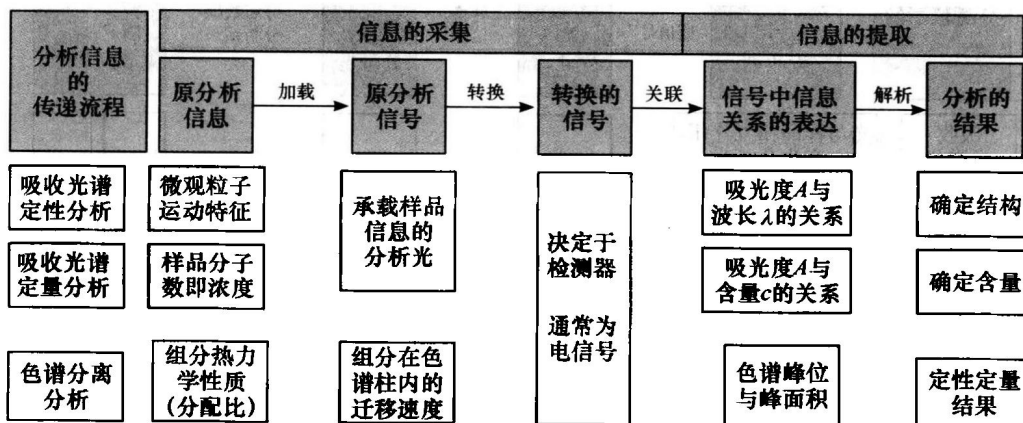 分析信息
的
传递流程
信息的采集
信息的提取
原分析
信息
加载
原分析
信号
转换
转换的
信号
关联
信号中信息
关系的表达
解析
分析的
结果
吸收光谱
定性分析
微观粒子
运动特征
承载样品
信息的
分析光
决定于
检测器
通常为
电信号
吸光度A与
波长λ的关系
确定结构
吸收光谱
定量分析
样品分子
数即浓度
吸光度A与
含量c的关系
确定含量
色谱分离
分析
组分热力
学性质
(分配比)
组分在色
谱柱内的
迁移速度
色谱峰位
与峰面积
定性定量
结果